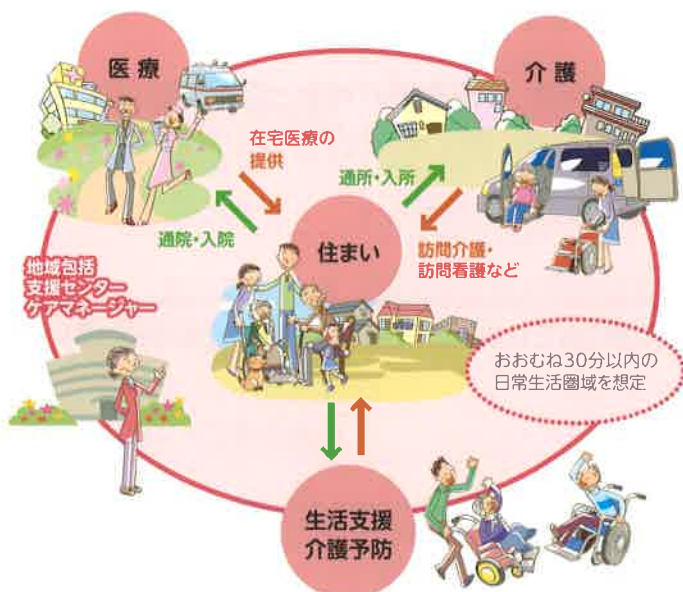 医療
介護
在宅医療の
提供
通所・入所
通院・入院
住まい
訪問介護・
訪問看護など
地域包括
支援センター
ケアマネージャー
おおむね30分以内の
日常生活圏域を想定
生活支援
介護予防